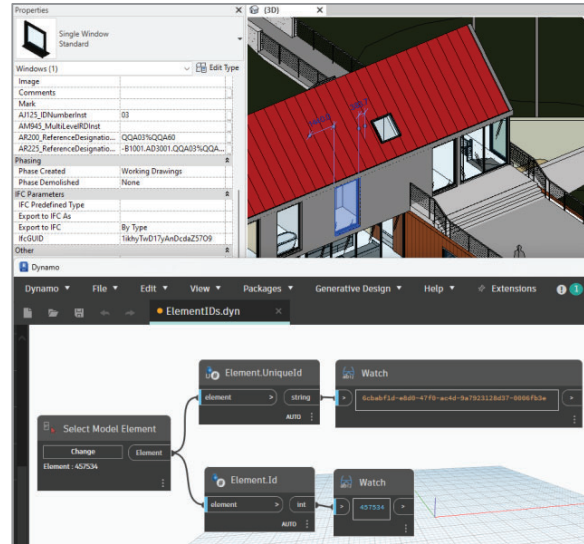 Properties
Single Window
Standard
Windows (1)
Edit Type
Image
Comments
Mark
AJ125_IDNumberInst 03
AM945_MultiLevelRDInst
AR200_ReferenceDesignatio... QQA03%QQA60
AR225_ReferenceDesignatio... -B1001.AD3001.QQA03%QQA...
Phasing
Phase Created Working Drawings
Phase Demolished None
IFC Parameters
IFC Predefined Type
Export to IFC As
Export to IFC By Type
IfcGUID 1ikhyTwD17yAnDcdaZ57O9
Other
{3D}
Dynamo
Dynamo File Edit View Packages Generative Design Help Extensions 1
ElementIDs.dyn
Element.UniqueId
element > string
AUTO
Watch
> 6cbabf1d-e8d0-47f8-ac4d-9a7923128d37-0006fb3e >
Select Model Element
Change Element
Element : 457534
Element.Id
element > int
AUTO
Watch
> 457534 >